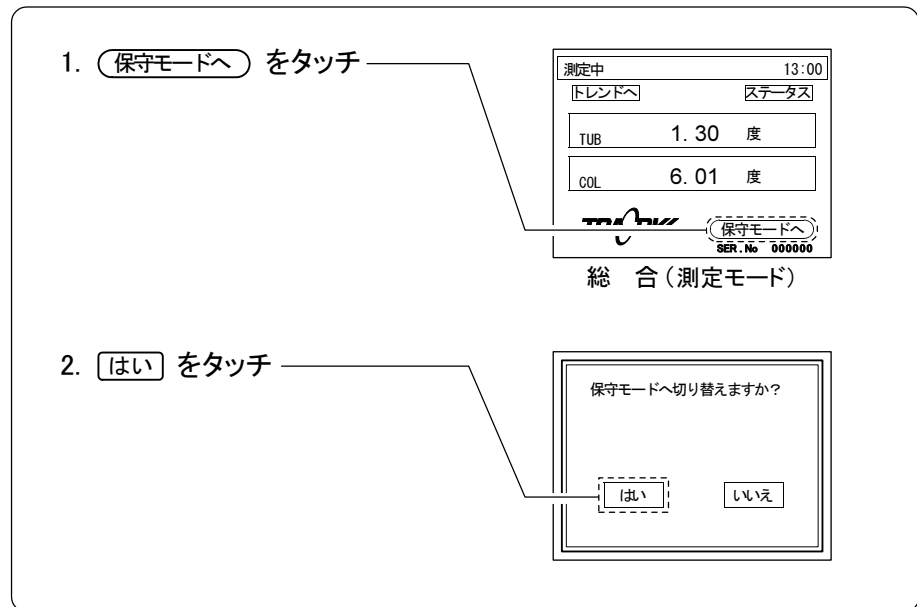 1. 保守モードへ をタッチ
測定中 13:00
トレンドへ ステータス
TUB 1.30 度
COL 6.01 度
保守モードへ
SER.No 000000
総 合(測定モード)
2. はい をタッチ
保守モードへ切り替えますか?
はい いいえ